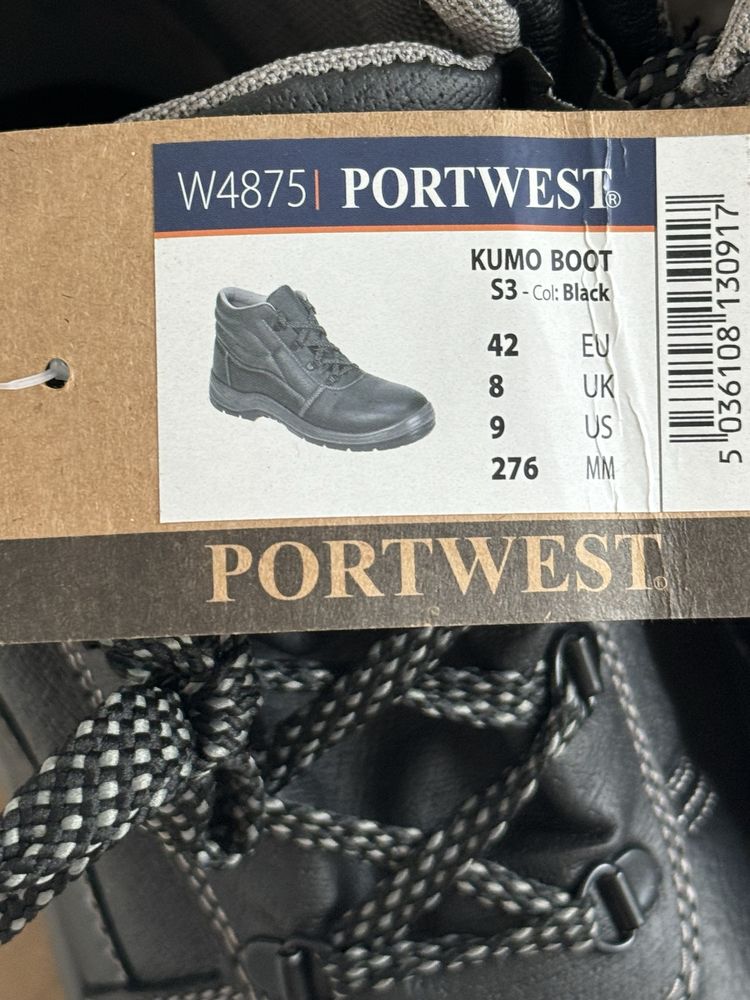 W4875 | PORTWEST®
KUMO BOOT
S3 - Col: Black
42 EU
8 UK
9 US
276 MM
5 036108 130917
PORTWEST®